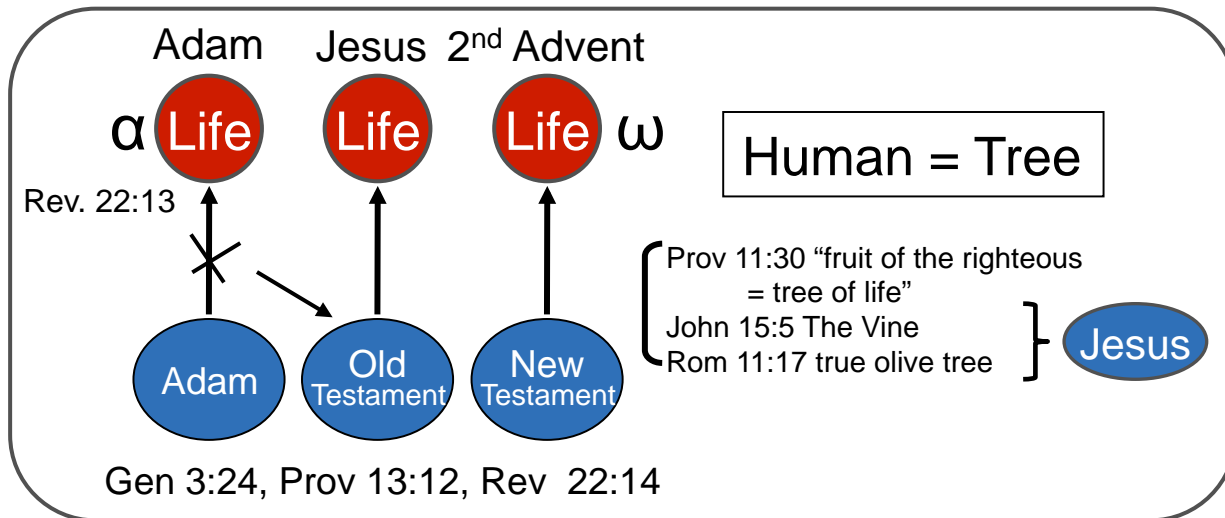 Adam Jesus 2nd Advent
α Life Life Life ω
Human = Tree
Rev. 22:13
Prov 11:30 “fruit of the righteous
= tree of life”
John 15:5 The Vine
Rom 11:17 true olive tree
Jesus
Adam
Old
Testament
New
Testament
Gen 3:24, Prov 13:12, Rev 22:14